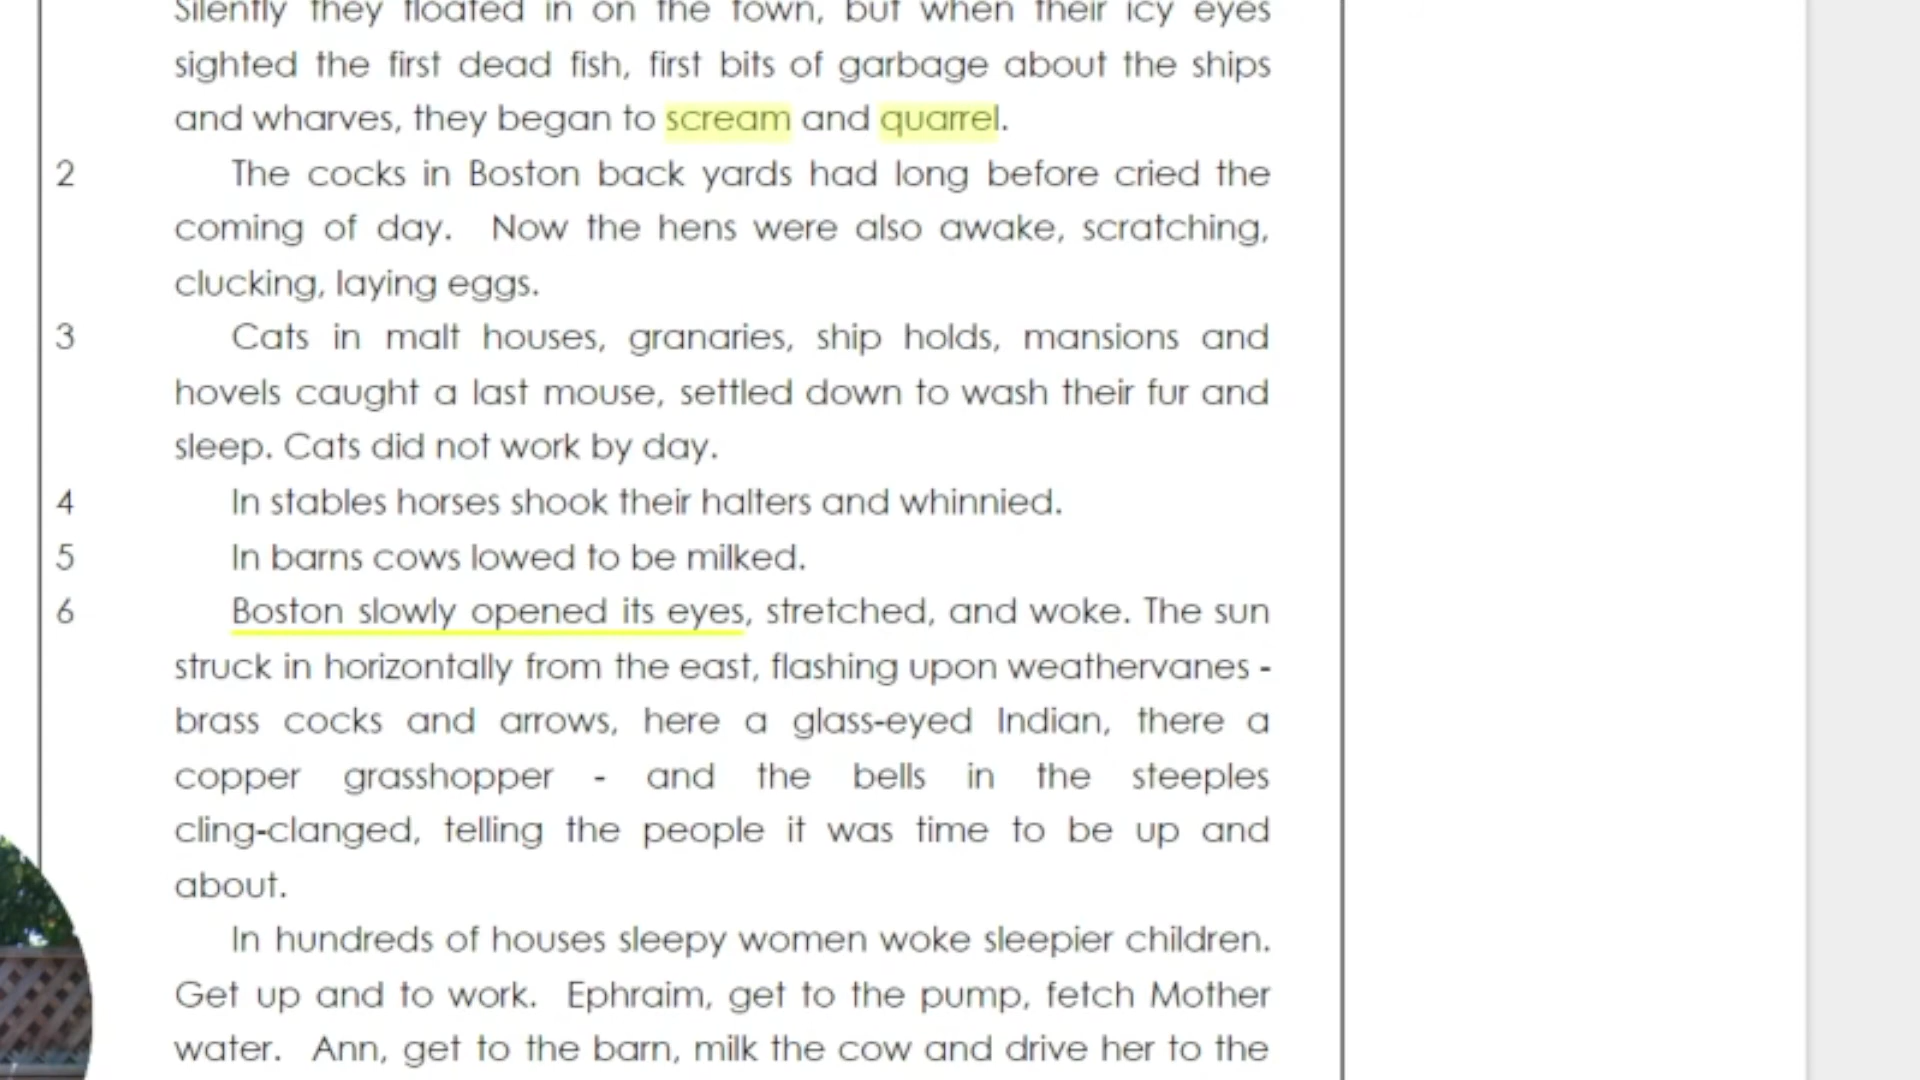 Silently they floated in on the town, but when their icy eyes
sighted the first dead fish, first bits of garbage about the ships
and wharves, they began to scream and quarrel.
2 The cocks in Boston back yards had long before cried the
coming of day. Now the hens were also awake, scratching,
clucking, laying eggs.
3 Cats in malt houses, granaries, ship holds, mansions and
hovels caught a last mouse, settled down to wash their fur and
sleep. Cats did not work by day.
4 In stables horses shook their halters and whinnied.
5 In barns cows lowed to be milked.
6 Boston slowly opened its eyes, stretched, and woke. The sun
struck in horizontally from the east, flashing upon weathervanes -
brass cocks and arrows, here a glass-eyed Indian, there a
copper grasshopper - and the bells in the steeples
cling-clanged, telling the people it was time to be up and
about.
In hundreds of houses sleepy women woke sleepier children.
Get up and to work. Ephraim, get to the pump, fetch Mother
water. Ann, get to the barn, milk the cow and drive her to the